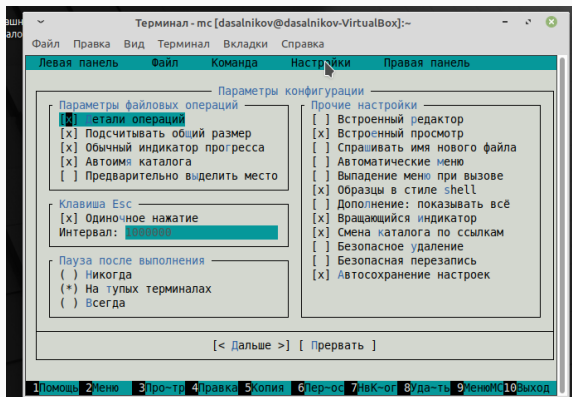 Терминал - mc [dasalnikov@dasalnikov-VirtualBox]:~
Файл Правка Вид Терминал Вкладки Справка
Левая панель Файл Команда Настройки Правая панель
Параметры конфигурации
Параметры файловых операций
[x] Детали операций
[x] Подсчитывать общий размер
[x] Обычный индикатор прогресса
[x] Автоимя каталога
[ ] Предварительно выделить место
Клавиша Esc
[x] Одиночное нажатие
Интервал: 1000000
Пауза после выполнения
( ) Никогда
(*) На тупых терминалах
( ) Всегда
Прочие настройки
[ ] Встроенный редактор
[x] Встроенный просмотр
[ ] Спрашивать имя нового файла
[ ] Автоматические меню
[ ] Выпадение меню при вызове
[x] Образцы в стиле shell
[ ] Дополнение: показывать всё
[x] Вращающийся индикатор
[x] Смена каталога по ссылкам
[ ] Безопасное удаление
[ ] Безопасная перезапись
[x] Автосохранение настроек
[< Дальше >] [ Прервать ]
1Помощь 2Меню 3Про~тр 4Правка 5Копия 6Пер~ос 7НвК~ог 8Уда~ть 9МенюMC 10Выход